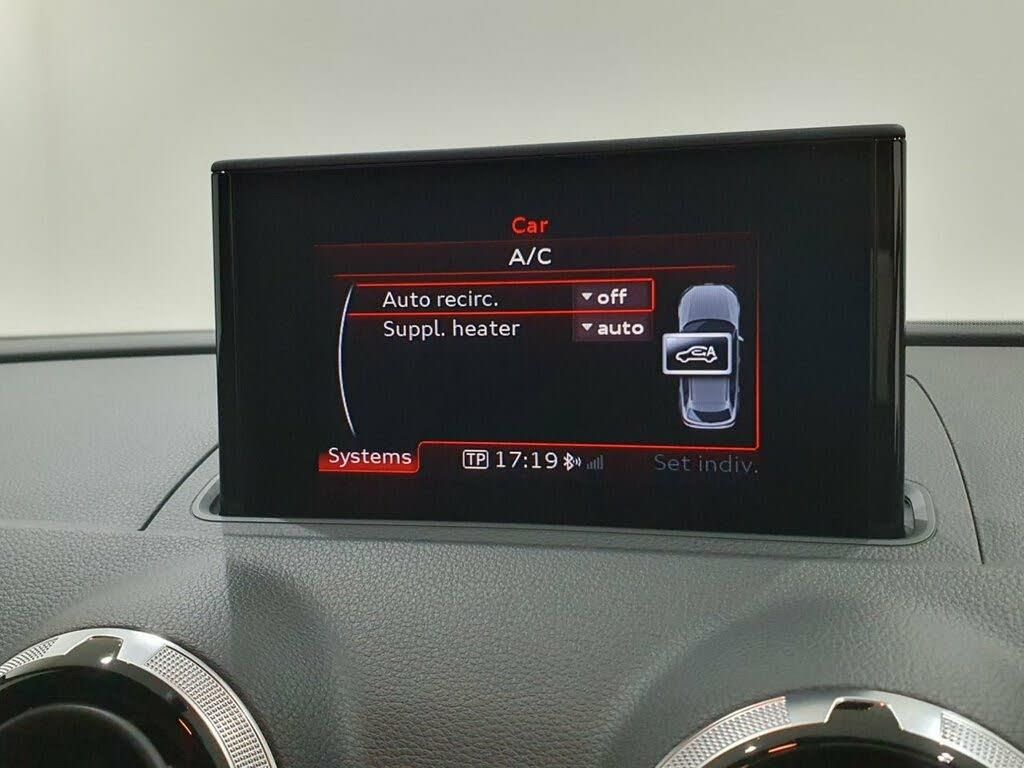 Car
A/C
Auto recirc. off
Suppl. heater auto
A
Systems TP 17:19 Set indiv.